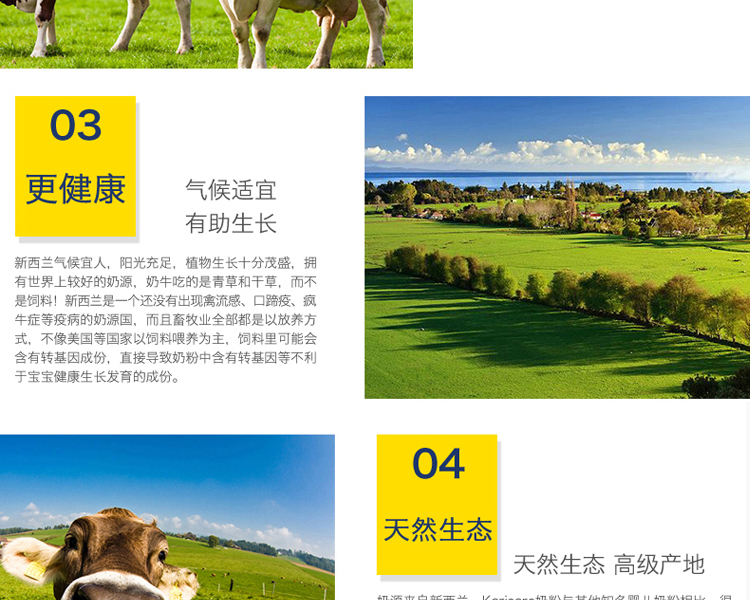 03
更健康
气候适宜
有助生长
新西兰气候宜人，阳光充足，植物生长十分茂盛，拥
有世界上较好的奶源，奶牛吃的是青草和干草，而不
是饲料！新西兰是一个还没有出现禽流感、口蹄疫、疯
牛症等疫病的奶源国，而且畜牧业全部都是以放养方
式，不像美国等国家以饲料喂养为主，饲料里可能会
含有转基因成份，直接导致奶粉中含有转基因等不利
于宝宝健康生长发育的成份。
04
天然生态
天然生态 高级产地